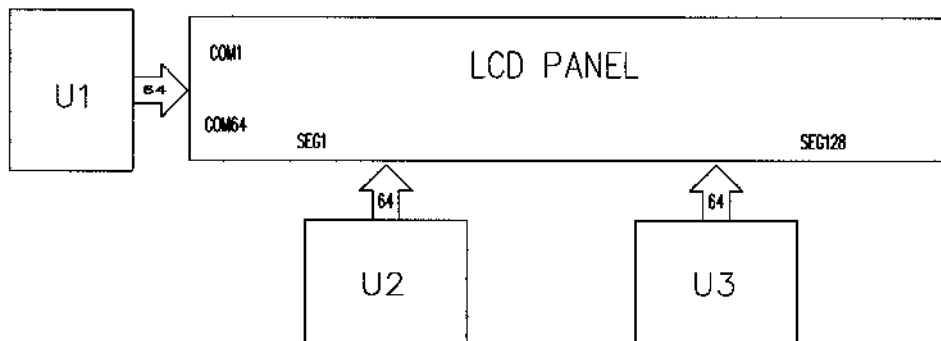 COM1
LCD PANEL
U1
64
COM64
SEG1
SEG128
64
64
U2
U3